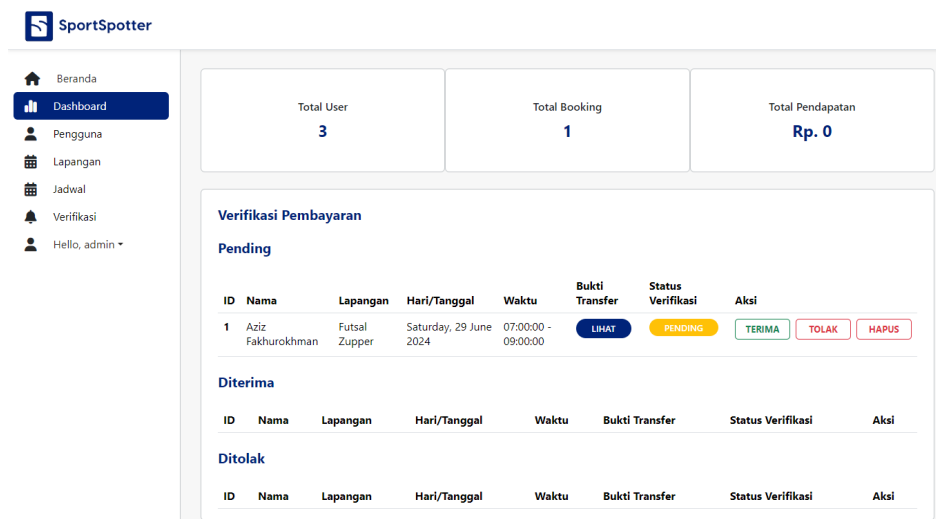 SportSpotter
Beranda
Dashboard
Pengguna
Lapangan
Jadwal
Verifikasi
Hello, admin
Total User
3
Total Booking
1
Total Pendapatan
Rp. 0
Verifikasi Pembayaran
Pending
ID Nama Lapangan Hari/Tanggal Waktu Bukti Transfer Status Verifikasi Aksi
1 Aziz Fakhurokhman Futsal Zupper Saturday, 29 June 2024 07:00:00 - 09:00:00 LIHAT PENDING TERIMA TOLAK HAPUS
Diterima
ID Nama Lapangan Hari/Tanggal Waktu Bukti Transfer Status Verifikasi Aksi
Ditolak
ID Nama Lapangan Hari/Tanggal Waktu Bukti Transfer Status Verifikasi Aksi